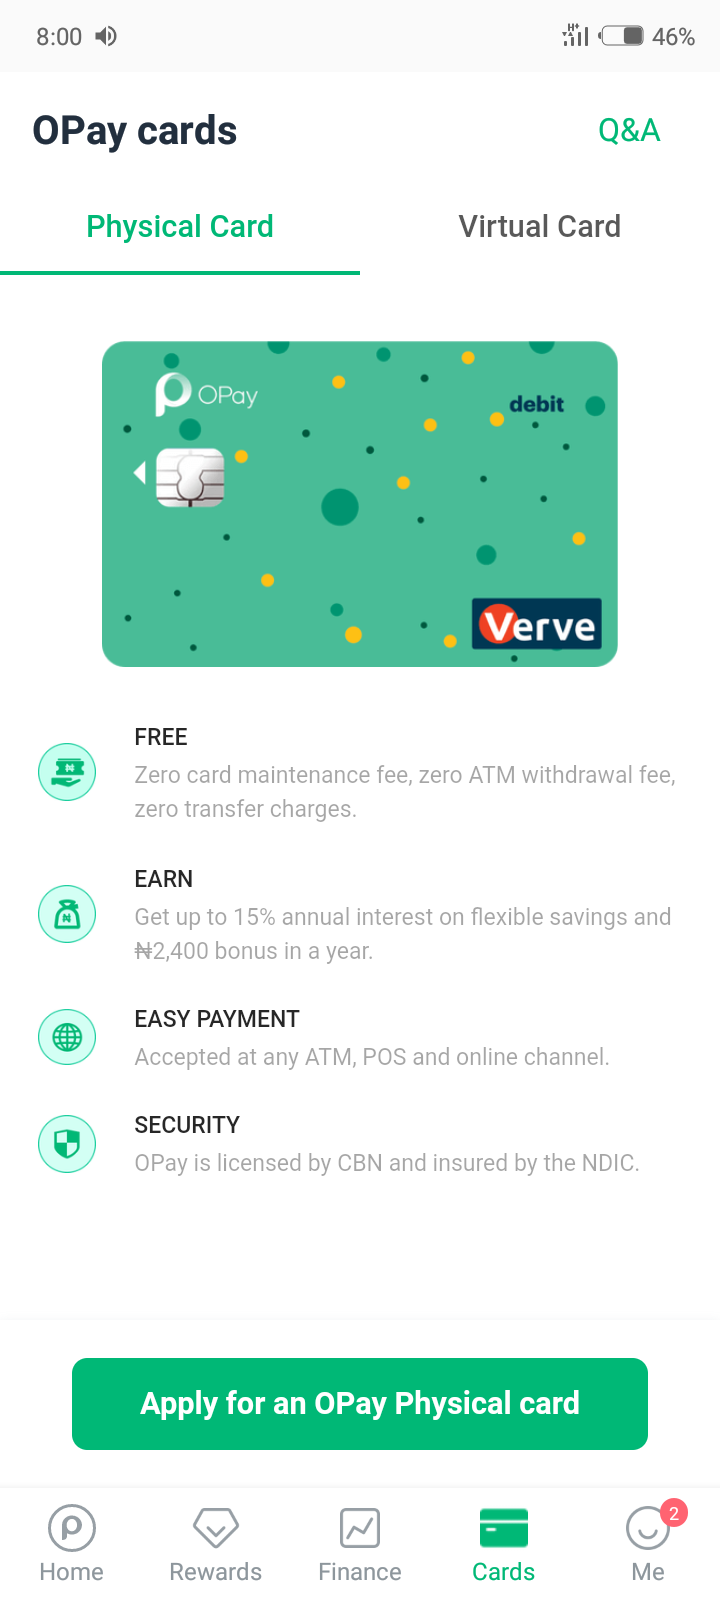 8:00
46%
OPay cards
Q&A
Physical Card
Virtual Card
OPay
debit
Verve
FREE
Zero card maintenance fee, zero ATM withdrawal fee,
zero transfer charges.
EARN
Get up to 15% annual interest on flexible savings and
₦2,400 bonus in a year.
EASY PAYMENT
Accepted at any ATM, POS and online channel.
SECURITY
OPay is licensed by CBN and insured by the NDIC.
Apply for an OPay Physical card
2
Home
Rewards
Finance
Cards
Me